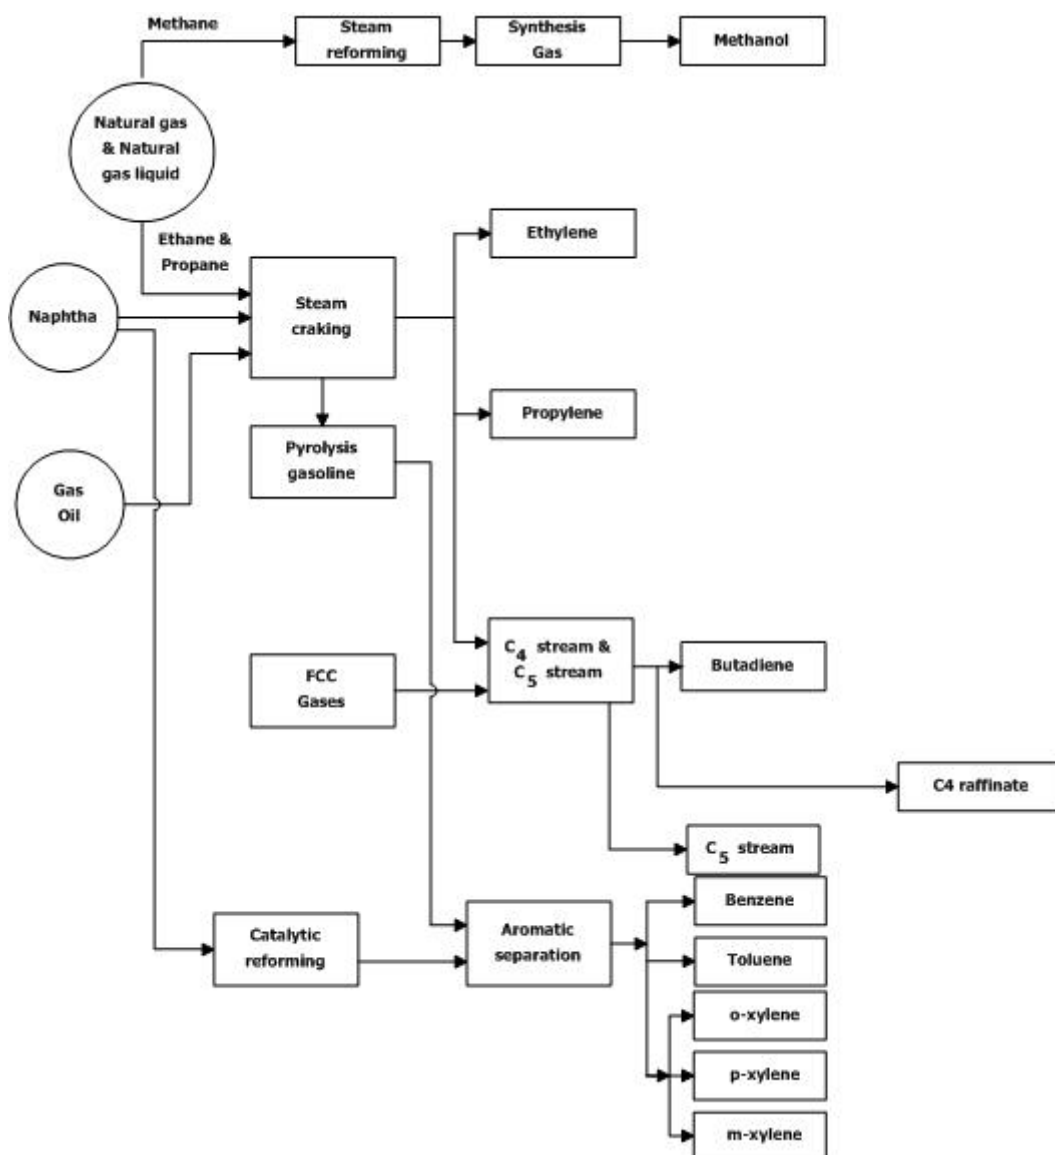 Methane
Steam
reforming
Synthesis
Gas
Methanol
Natural gas
& Natural
gas liquid
Ethane &
Propane
Ethylene
Naphtha
Steam
craking
Propylene
Pyrolysis
gasoline
Gas
Oil
C4 stream &
C5 stream
FCC
Gases
Butadiene
C4 raffinate
C5 stream
Benzene
Catalytic
reforming
Aromatic
separation
Toluene
o-xylene
p-xylene
m-xylene